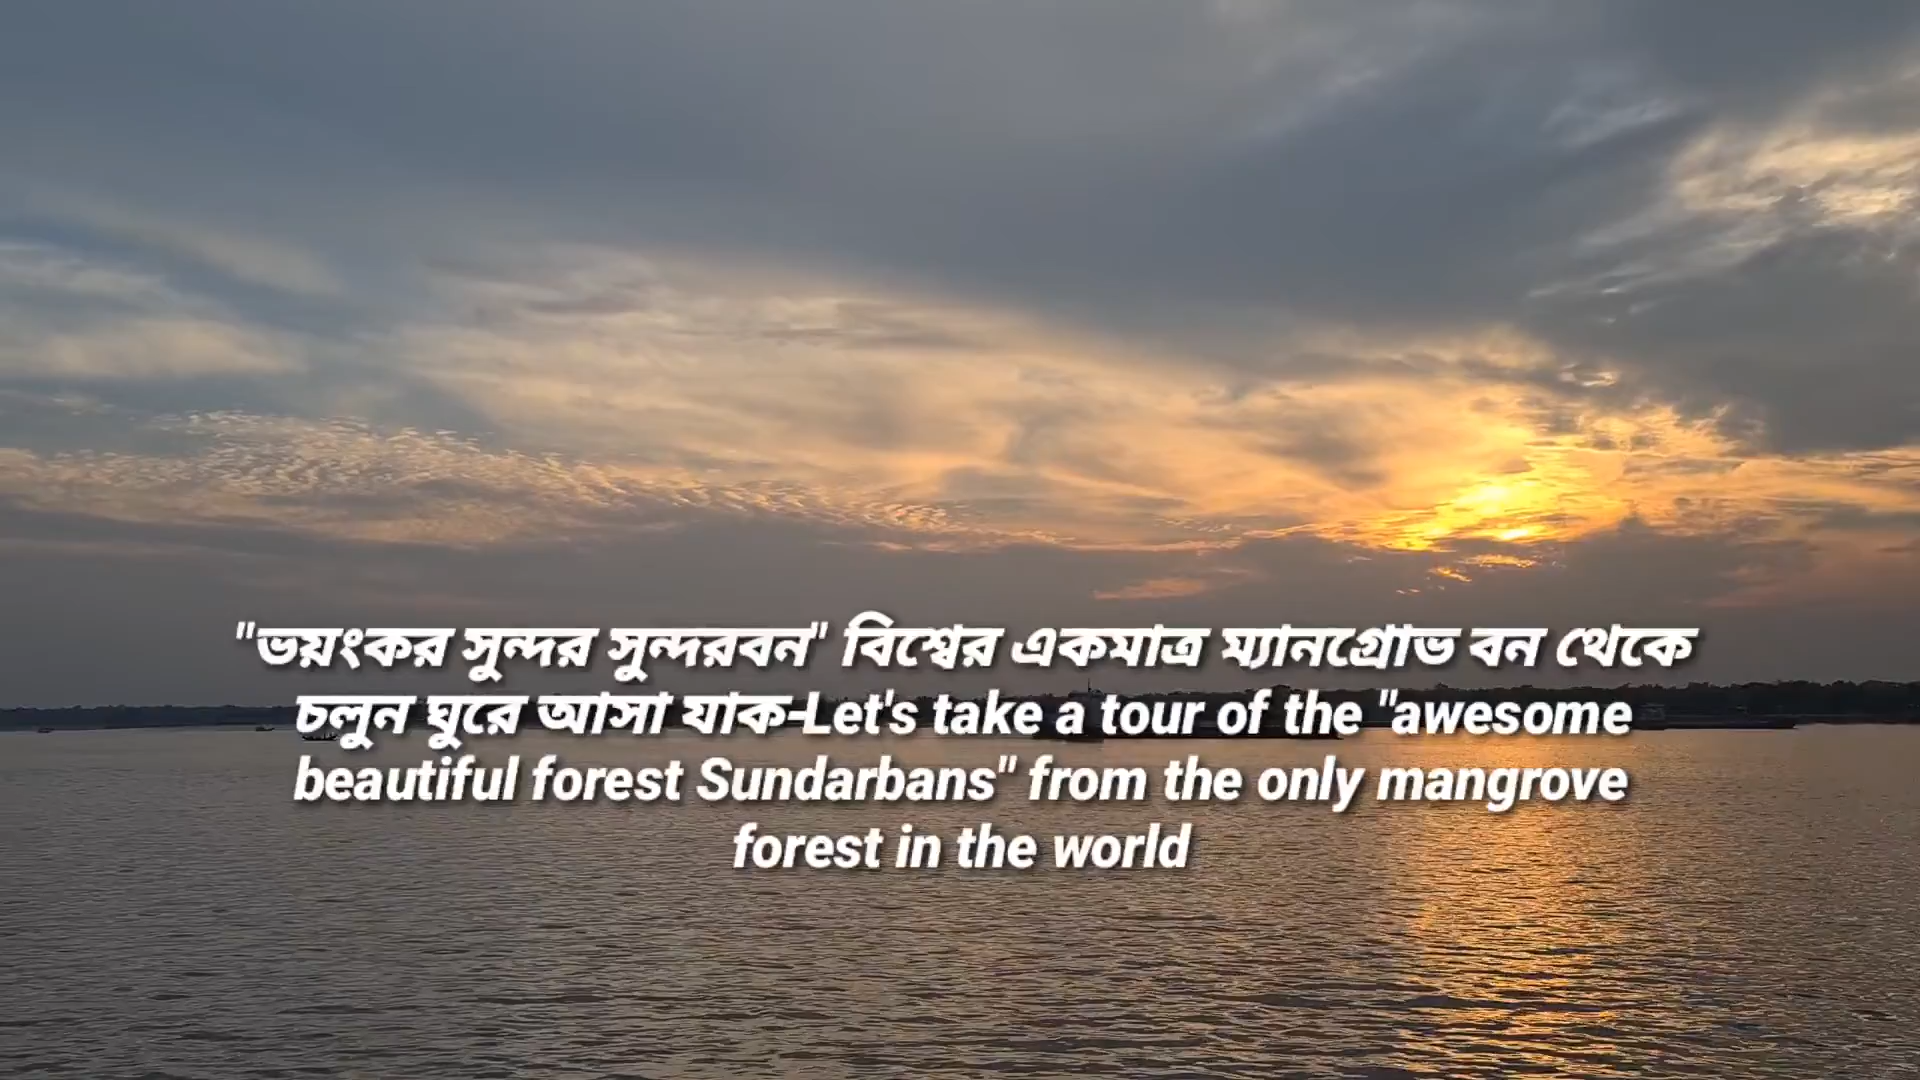 "ভয়ংকর সুন্দর সুন্দরবন" বিশ্বের একমাত্র ম্যানগ্রোভ বন থেকে
চলুন ঘুরে আসা যাক-Let's take a tour of the "awesome
beautiful forest Sundarbans" from the only mangrove
forest in the world